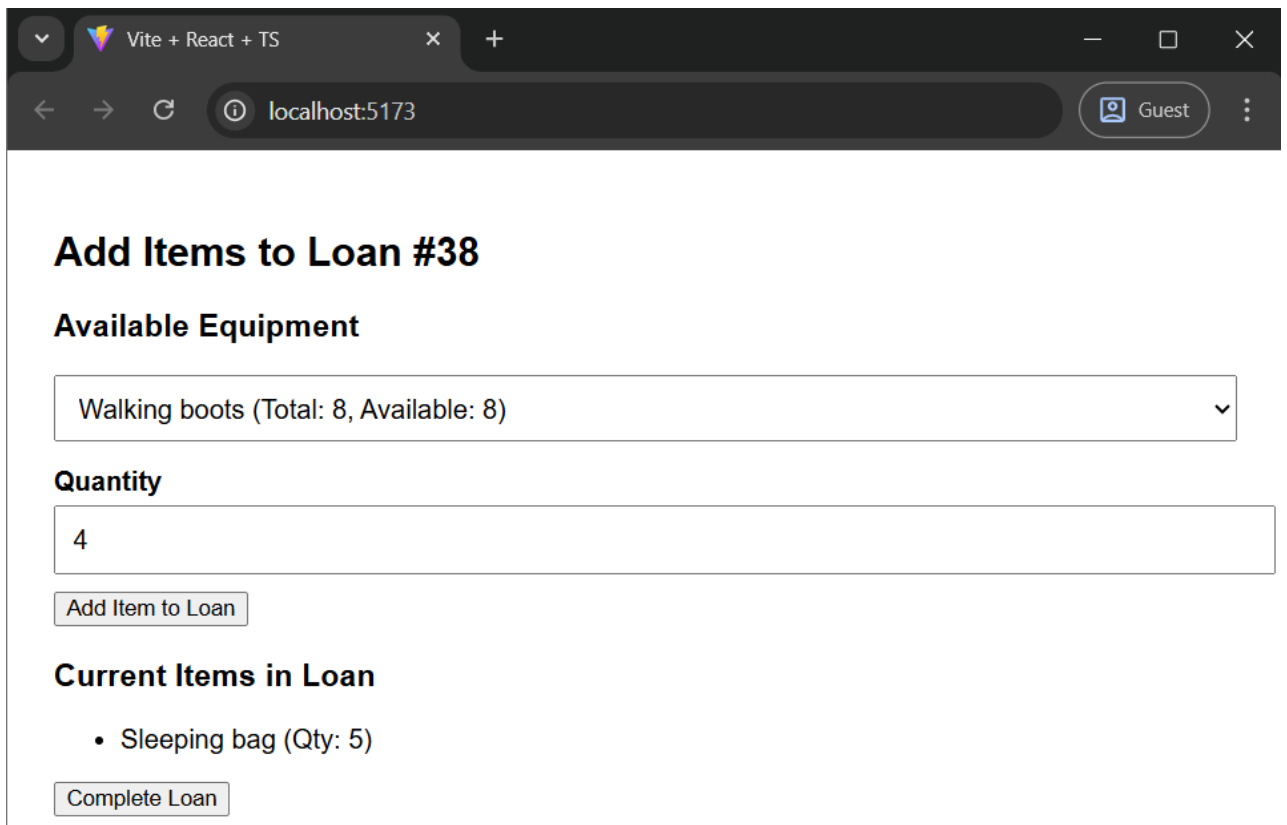 Vite + React + TS
localhost:5173
Guest
Add Items to Loan #38
Available Equipment
Walking boots (Total: 8, Available: 8)
Quantity
4
Add Item to Loan
Current Items in Loan
• Sleeping bag (Qty: 5)
Complete Loan